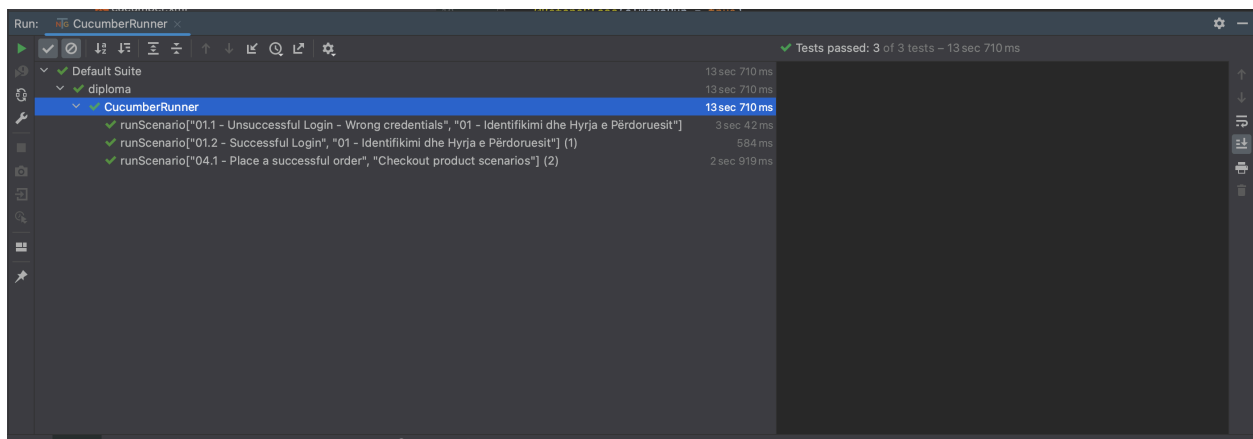 Run: CucumberRunner
Tests passed: 3 of 3 tests – 13 sec 710 ms
Default Suite 13 sec 710 ms
diploma 13 sec 710 ms
CucumberRunner 13 sec 710 ms
runScenario["01.1 - Unsuccessful Login - Wrong credentials", "01 - Identifikimi dhe Hyrja e Përdoruesit"] 3 sec 42 ms
runScenario["01.2 - Successful Login", "01 - Identifikimi dhe Hyrja e Përdoruesit"] (1) 584 ms
runScenario["04.1 - Place a successful order", "Checkout product scenarios"] (2) 2 sec 919 ms